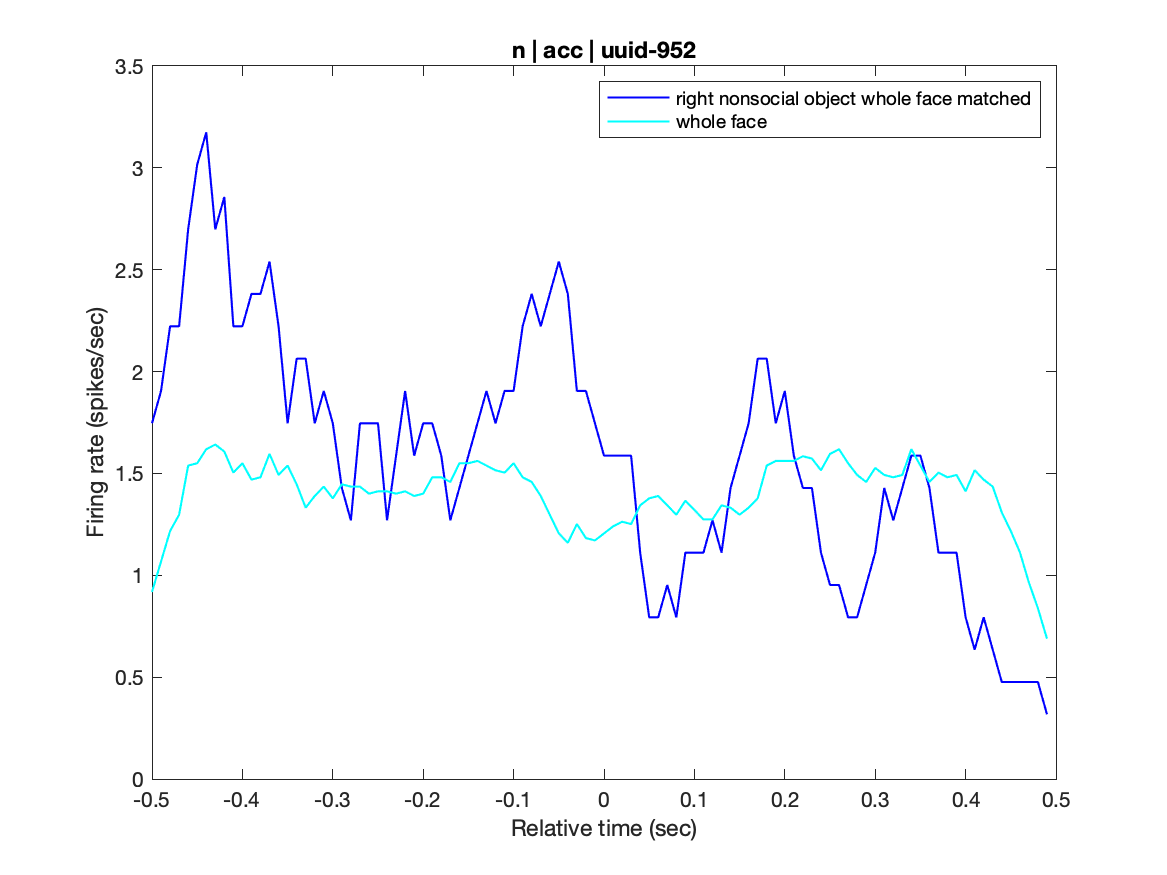 n | acc | uuid-952
right nonsocial object whole face matched
whole face
Firing rate (spikes/sec)
3.5
3
2.5
2
1.5
1
0.5
0
-0.5 -0.4 -0.3 -0.2 -0.1 0 0.1 0.2 0.3 0.4 0.5
Relative time (sec)